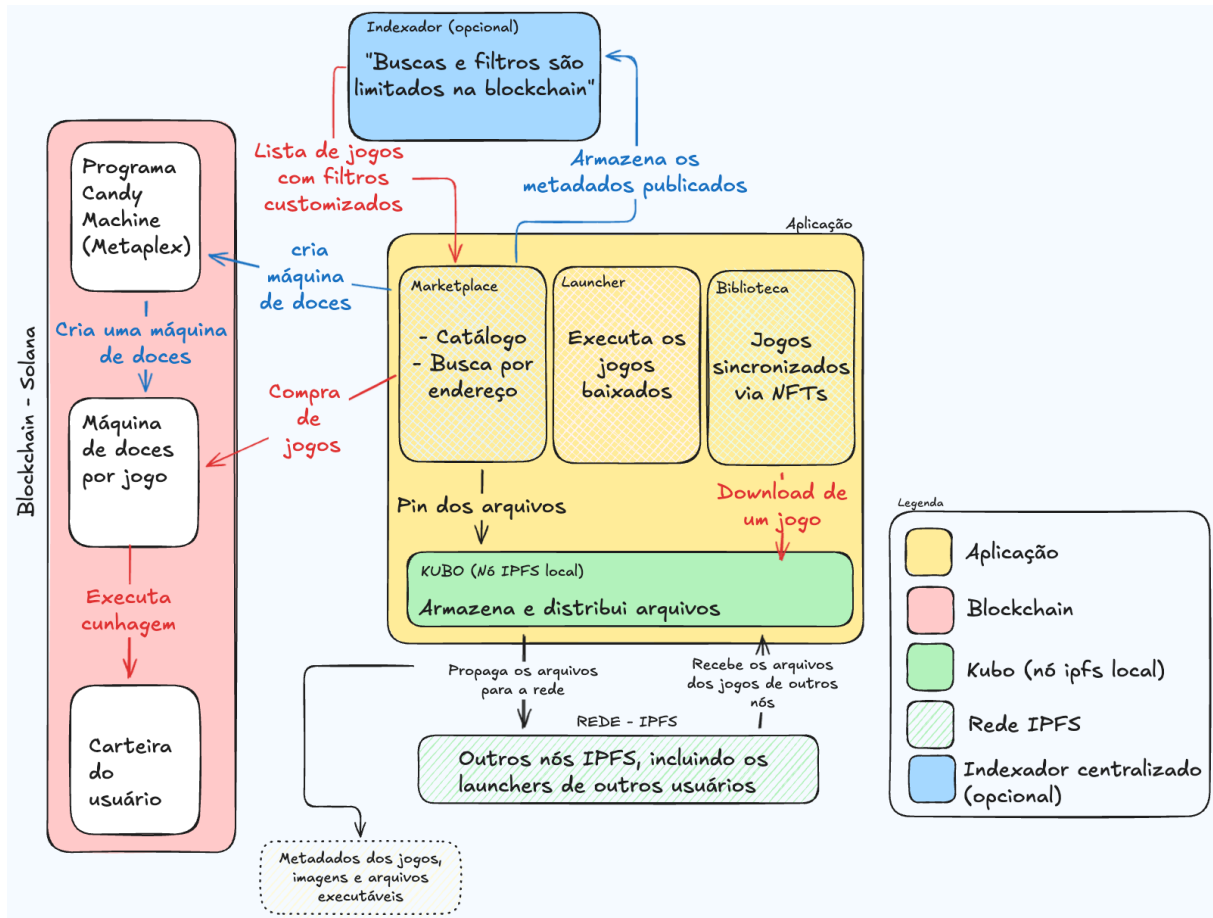 Indexador (opcional)
"Buscas e filtros são
limitados na blockchain"
Lista de jogos
com filtros
customizados
Armazena os
metadados publicados
Blockchain - Solana
Programa
Candy
Machine
(Metaplex)
cria
máquina
de doces
Cria uma máquina
de doces
Máquina
de doces
por jogo
Compra
de
jogos
Executa
cunhagem
Carteira
do
usuário
Aplicação
Marketplace
- Catálogo
- Busca por
endereço
Launcher
Executa os
jogos
baixados
Biblioteca
Jogos
sincronizados
via NFTs
Pin dos arquivos
Download de
um jogo
KUBO (Nó IPFS local)
Armazena e distribui arquivos
Propaga os arquivos
para a rede
Recebe os arquivos
dos jogos de outros
nós
REDE - IPFS
Outros nós IPFS, incluindo os
launchers de outros usuários
Metadados dos jogos,
imagens e arquivos
executáveis
Legenda
Aplicação
Blockchain
Kubo (nó ipfs local)
Rede IPFS
Indexador centralizado
(opcional)